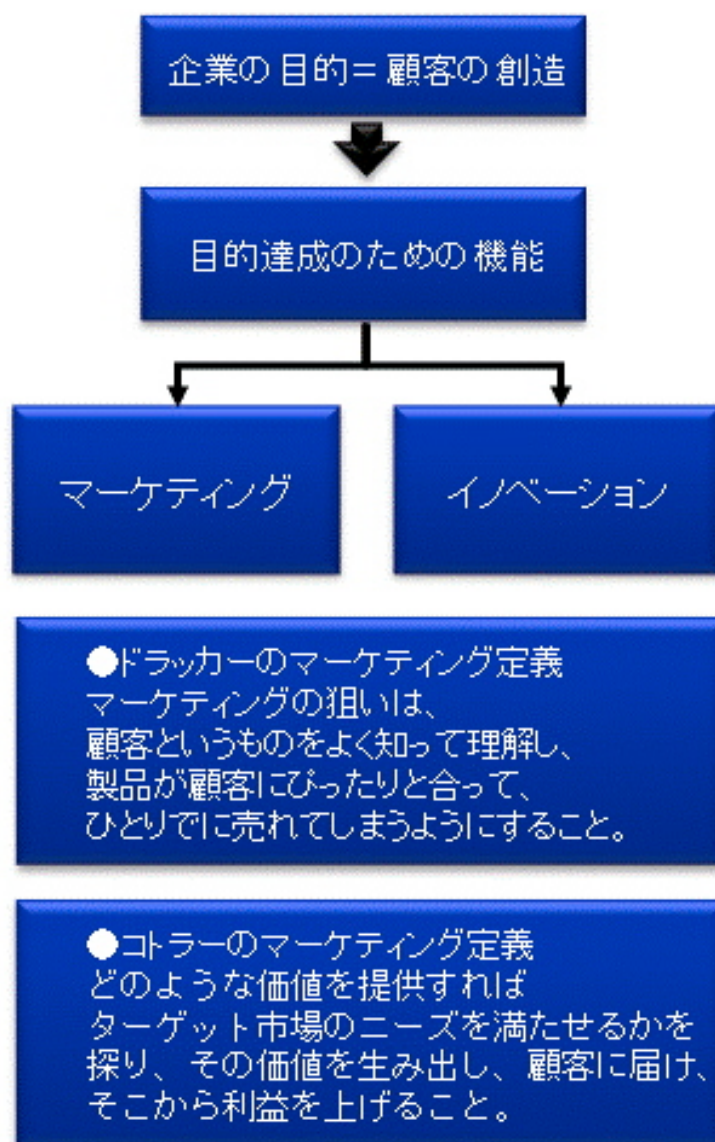 企業の目的=顧客の創造
目的達成のための機能
マーケティング
イノベーション
●ドラッカーのマーケティング定義
マーケティングの狙いは、
顧客というものをよく知って理解し、
製品が顧客にぴったりと合って、
ひとりでに売れてしまうようにすること。
●コトラーのマーケティング定義
どのような価値を提供すれば
ターゲット市場のニーズを満たせるかを
探り、その価値を生み出し、顧客に届け、
そこから利益を上げること。